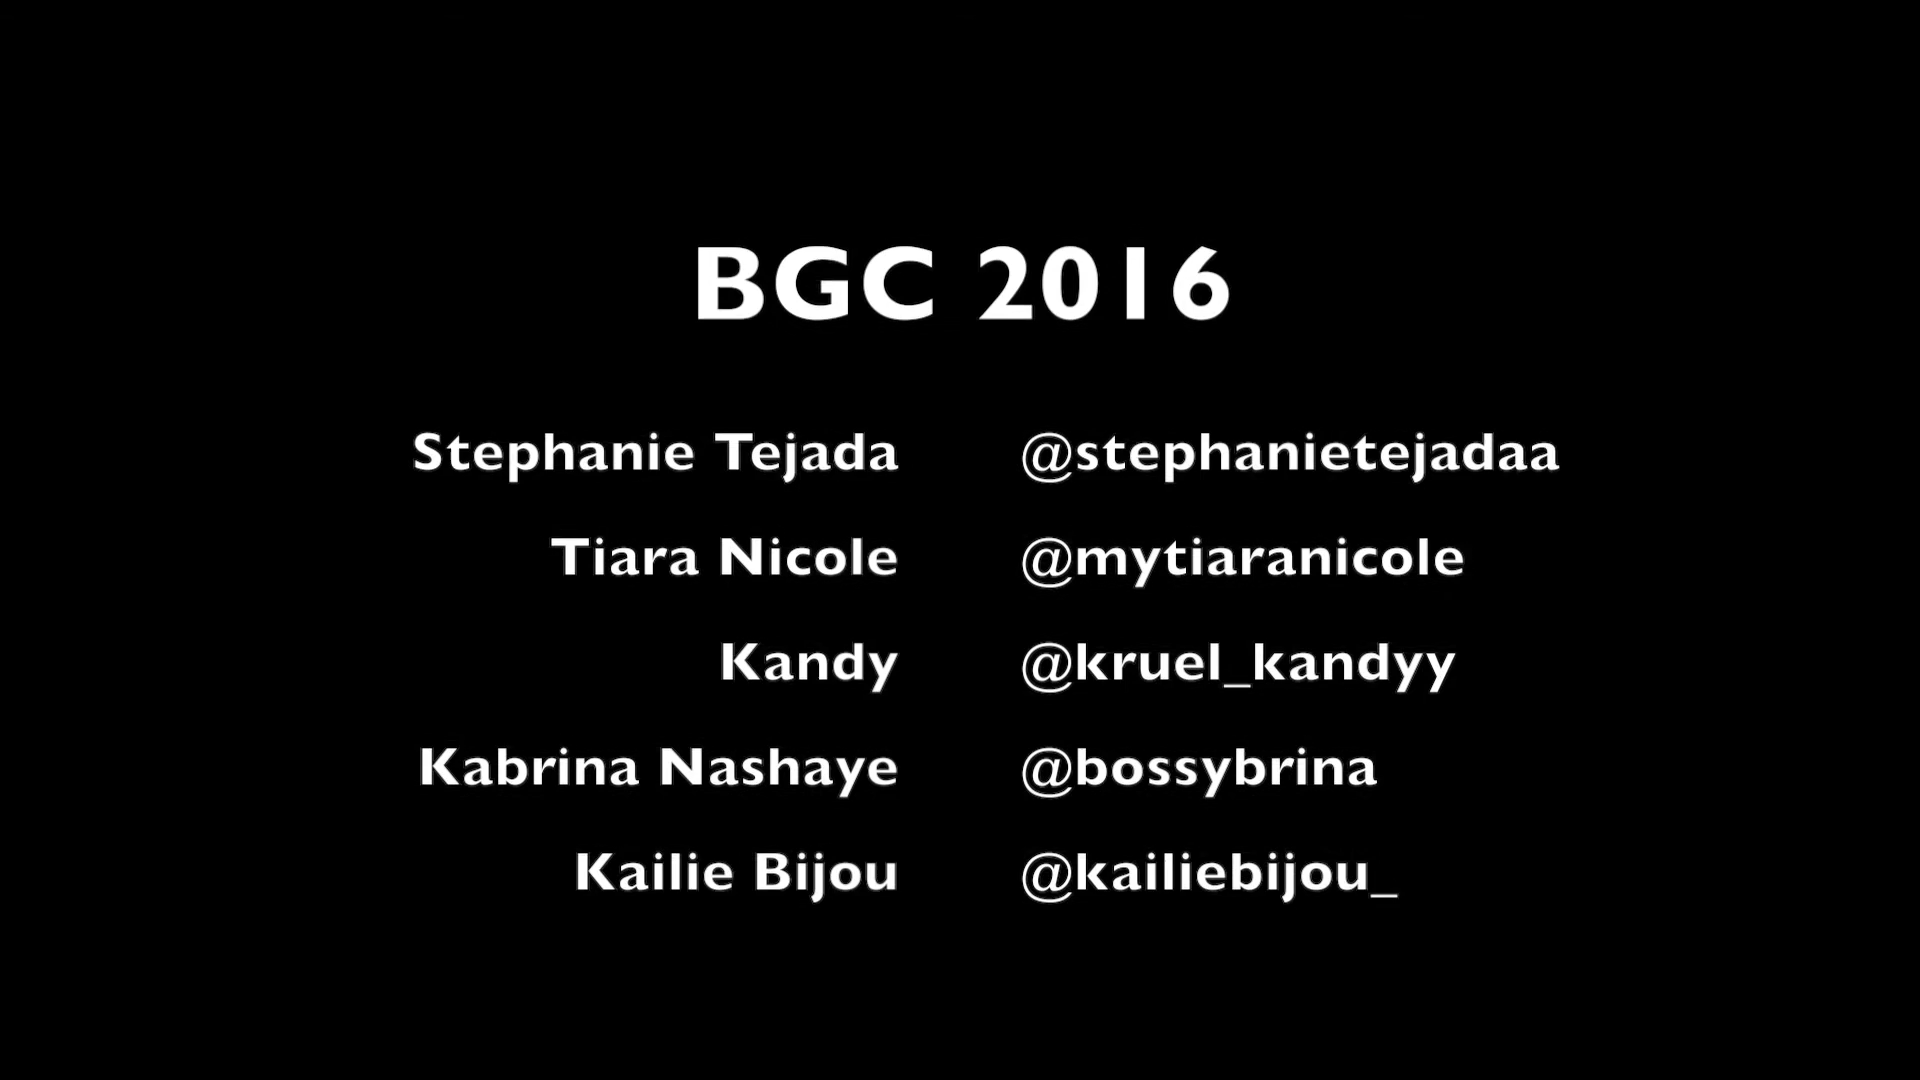 BGC 2016
Stephanie Tejada @stephanietejadaa
Tiara Nicole @mytiaranicole
Kandy @kruel_kandyy
Kabrina Nashaye @bossybrina
Kailie Bijou @kailiebijou_